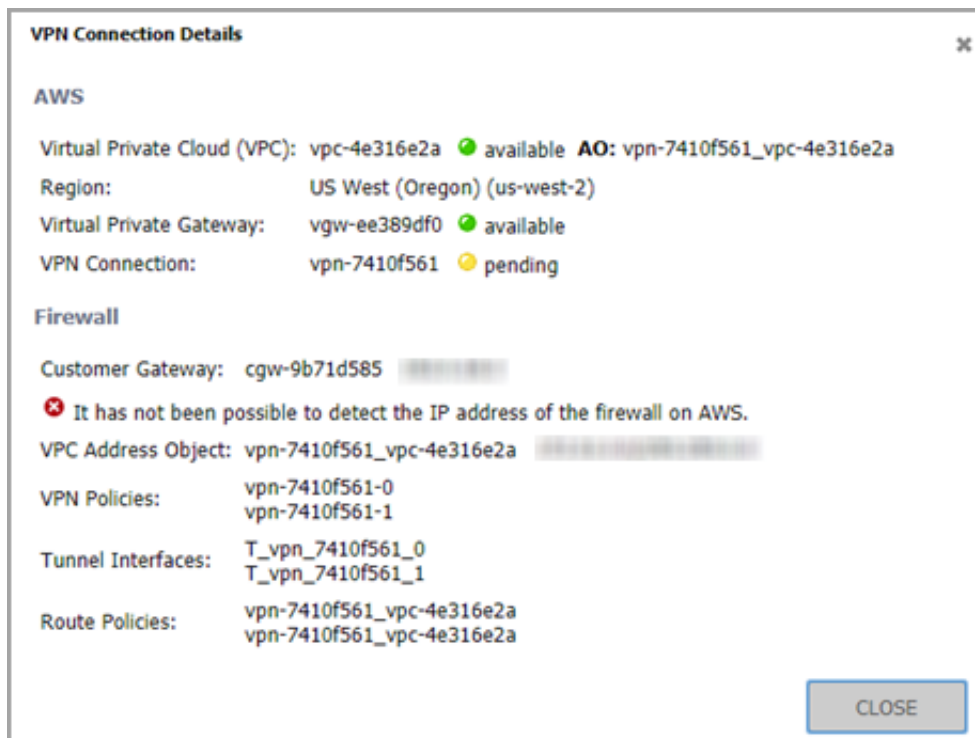 VPN Connection Details
AWS
Virtual Private Cloud (VPC): vpc-4e316e2a available AO: vpn-7410f561_vpc-4e316e2a
Region: US West (Oregon) (us-west-2)
Virtual Private Gateway: vgw-ee389df0 available
VPN Connection: vpn-7410f561 pending
Firewall
Customer Gateway: cgw-9b71d585
It has not been possible to detect the IP address of the firewall on AWS.
VPC Address Object: vpn-7410f561_vpc-4e316e2a
VPN Policies: vpn-7410f561-0
vpn-7410f561-1
Tunnel Interfaces: T_vpn_7410f561_0
T_vpn_7410f561_1
Route Policies: vpn-7410f561_vpc-4e316e2a
vpn-7410f561_vpc-4e316e2a
CLOSE